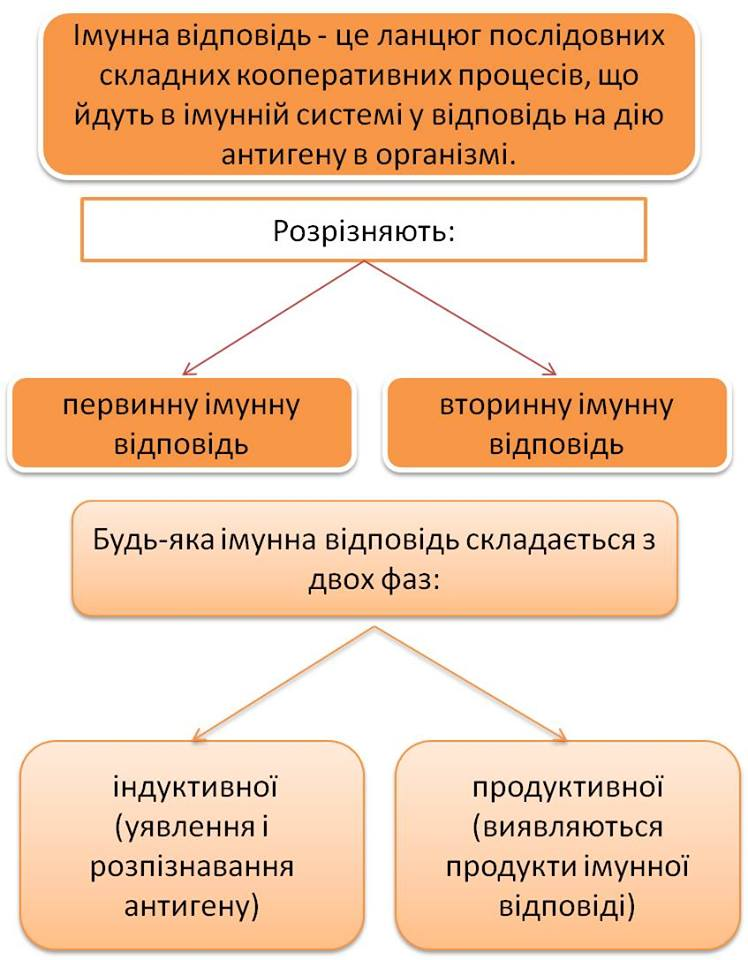 Імунна відповідь - це ланцюг послідовних
складних кооперативних процесів, що
йдуть в імунній системі у відповідь на дію
антигену в організмі.
Розрізняють:
первинну імунну
відповідь
вторинну імунну
відповідь
Будь-яка імунна відповідь складається з
двох фаз:
індуктивної
(уявлення і
розпізнавання
антигену)
продуктивної
(виявляються
продукти імунної
відповіді)